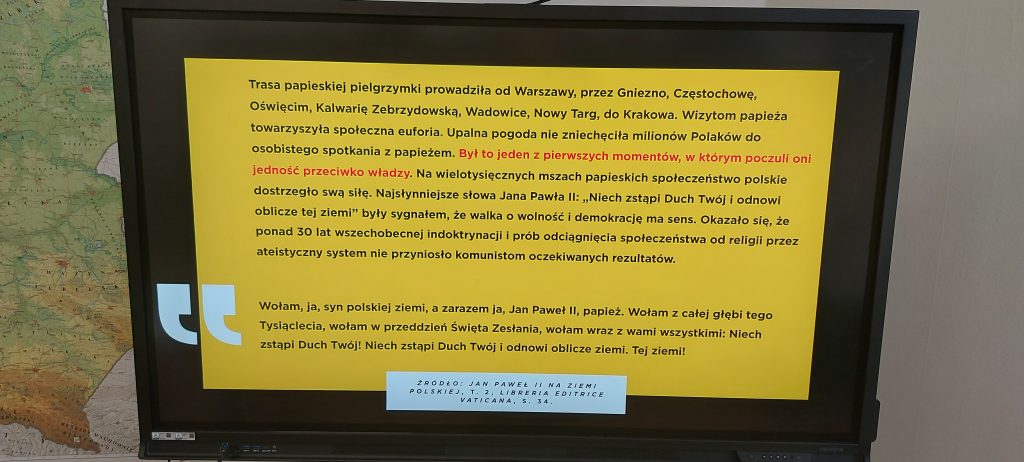 Trasa papieskiej pielgrzymki prowadziła od Warszawy, przez Gniezno, Częstochowę,
Oświęcim, Kalwarię Zebrzydowską, Wadowice, Nowy Targ, do Krakowa. Wizytom papieża
towarzyszyła społeczna euforia. Upalna pogoda nie zniechęciła milionów Polaków do
osobistego spotkania z papieżem. Był to jeden z pierwszych momentów, w którym poczuli oni
jedność przeciwko władzy. Na wielotysięcznych mszach papieskich społeczeństwo polskie
dostrzegło swą siłę. Najsłynniejsze słowa Jana Pawła II: „Niech zstąpi Duch Twój i odnowi
oblicze tej ziemi” były sygnałem, że walka o wolność i demokrację ma sens. Okazało się, że
ponad 30 lat wszechobecnej indoktrynacji i prób odciągnięcia społeczeństwa od religii przez
ateistyczny system nie przyniosło komunistom oczekiwanych rezultatów.
Wołam, ja, syn polskiej ziemi, a zarazem ja, Jan Paweł II, papież. Wołam z całej głębi tego
Tysiąclecia, wołam w przeddzień Święta Zesłania, wołam wraz z wami wszystkimi: Niech
zstąpi Duch Twój! Niech zstąpi Duch Twój i odnowi oblicze ziemi. Tej ziemi!
ŹRÓDŁO: JAN PAWEŁ II NA ZIEMI
POLSKIEJ, T. 2, LIBRERIA EDITRICE
VATICANA, S. 34.
newline